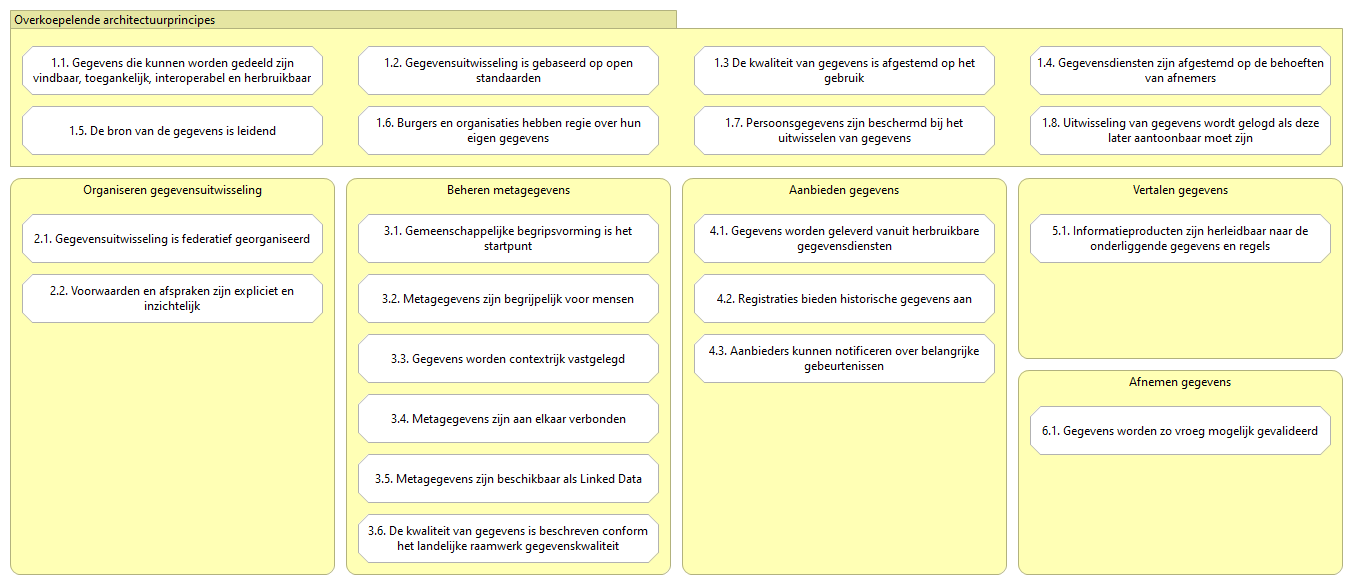 Overkoepelende architectuurprincipes
1.1. Gegevens die kunnen worden gedeeld zijn
vindbaar, toegankelijk, interoperabel en herbruikbaar
1.2. Gegevensuitwisseling is gebaseerd op open
standaarden
1.3 De kwaliteit van gegevens is afgestemd op het
gebruik
1.4. Gegevensdiensten zijn afgestemd op de behoeften
van afnemers
1.5. De bron van de gegevens is leidend
1.6. Burgers en organisaties hebben regie over hun
eigen gegevens
1.7. Persoonsgegevens zijn beschermd bij het
uitwisselen van gegevens
1.8. Uitwisseling van gegevens wordt gelogd als deze
later aantoonbaar moet zijn
Organiseren gegevensuitwisseling
2.1. Gegevensuitwisseling is federatief georganiseerd
2.2. Voorwaarden en afspraken zijn expliciet en
inzichtelijk
Beheren metagegevens
3.1. Gemeenschappelijke begripsvorming is het
startpunt
3.2. Metagegevens zijn begrijpelijk voor mensen
3.3. Gegevens worden contextrijk vastgelegd
3.4. Metagegevens zijn aan elkaar verbonden
3.5. Metagegevens zijn beschikbaar als Linked Data
3.6. De kwaliteit van gegevens is beschreven conform
het landelijke raamwerk gegevenskwaliteit
Aanbieden gegevens
4.1. Gegevens worden geleverd vanuit herbruikbare
gegevensdiensten
4.2. Registraties bieden historische gegevens aan
4.3. Aanbieders kunnen notificeren over belangrijke
gebeurtenissen
Vertalen gegevens
5.1. Informatieproducten zijn herleidbaar naar de
onderliggende gegevens en regels
Afnemen gegevens
6.1. Gegevens worden zo vroeg mogelijk gevalideerd